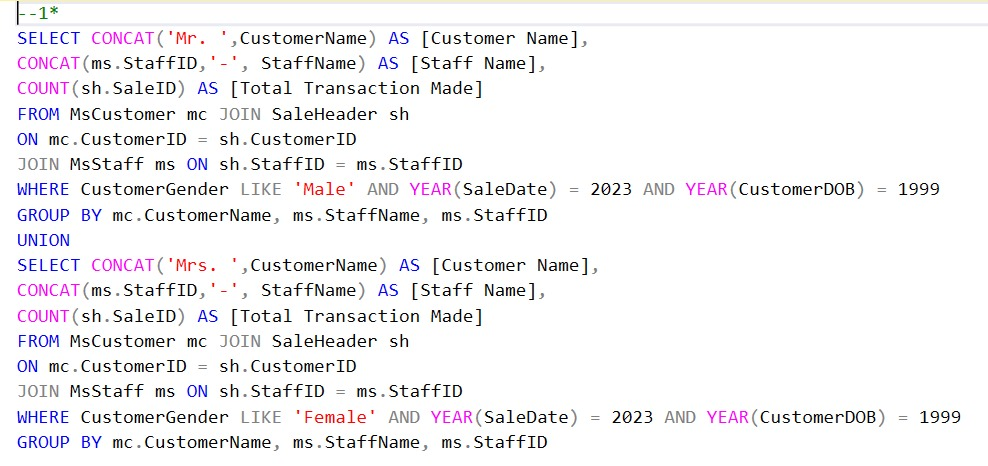 --1*
SELECT CONCAT('Mr. ',CustomerName) AS [Customer Name],
CONCAT(ms.StaffID,'-', StaffName) AS [Staff Name],
COUNT(sh.SaleID) AS [Total Transaction Made]
FROM MsCustomer mc JOIN SaleHeader sh
ON mc.CustomerID = sh.CustomerID
JOIN MsStaff ms ON sh.StaffID = ms.StaffID
WHERE CustomerGender LIKE 'Male' AND YEAR(SaleDate) = 2023 AND YEAR(CustomerDOB) = 1999
GROUP BY mc.CustomerName, ms.StaffName, ms.StaffID
UNION
SELECT CONCAT('Mrs. ',CustomerName) AS [Customer Name],
CONCAT(ms.StaffID,'-', StaffName) AS [Staff Name],
COUNT(sh.SaleID) AS [Total Transaction Made]
FROM MsCustomer mc JOIN SaleHeader sh
ON mc.CustomerID = sh.CustomerID
JOIN MsStaff ms ON sh.StaffID = ms.StaffID
WHERE CustomerGender LIKE 'Female' AND YEAR(SaleDate) = 2023 AND YEAR(CustomerDOB) = 1999
GROUP BY mc.CustomerName, ms.StaffName, ms.StaffID